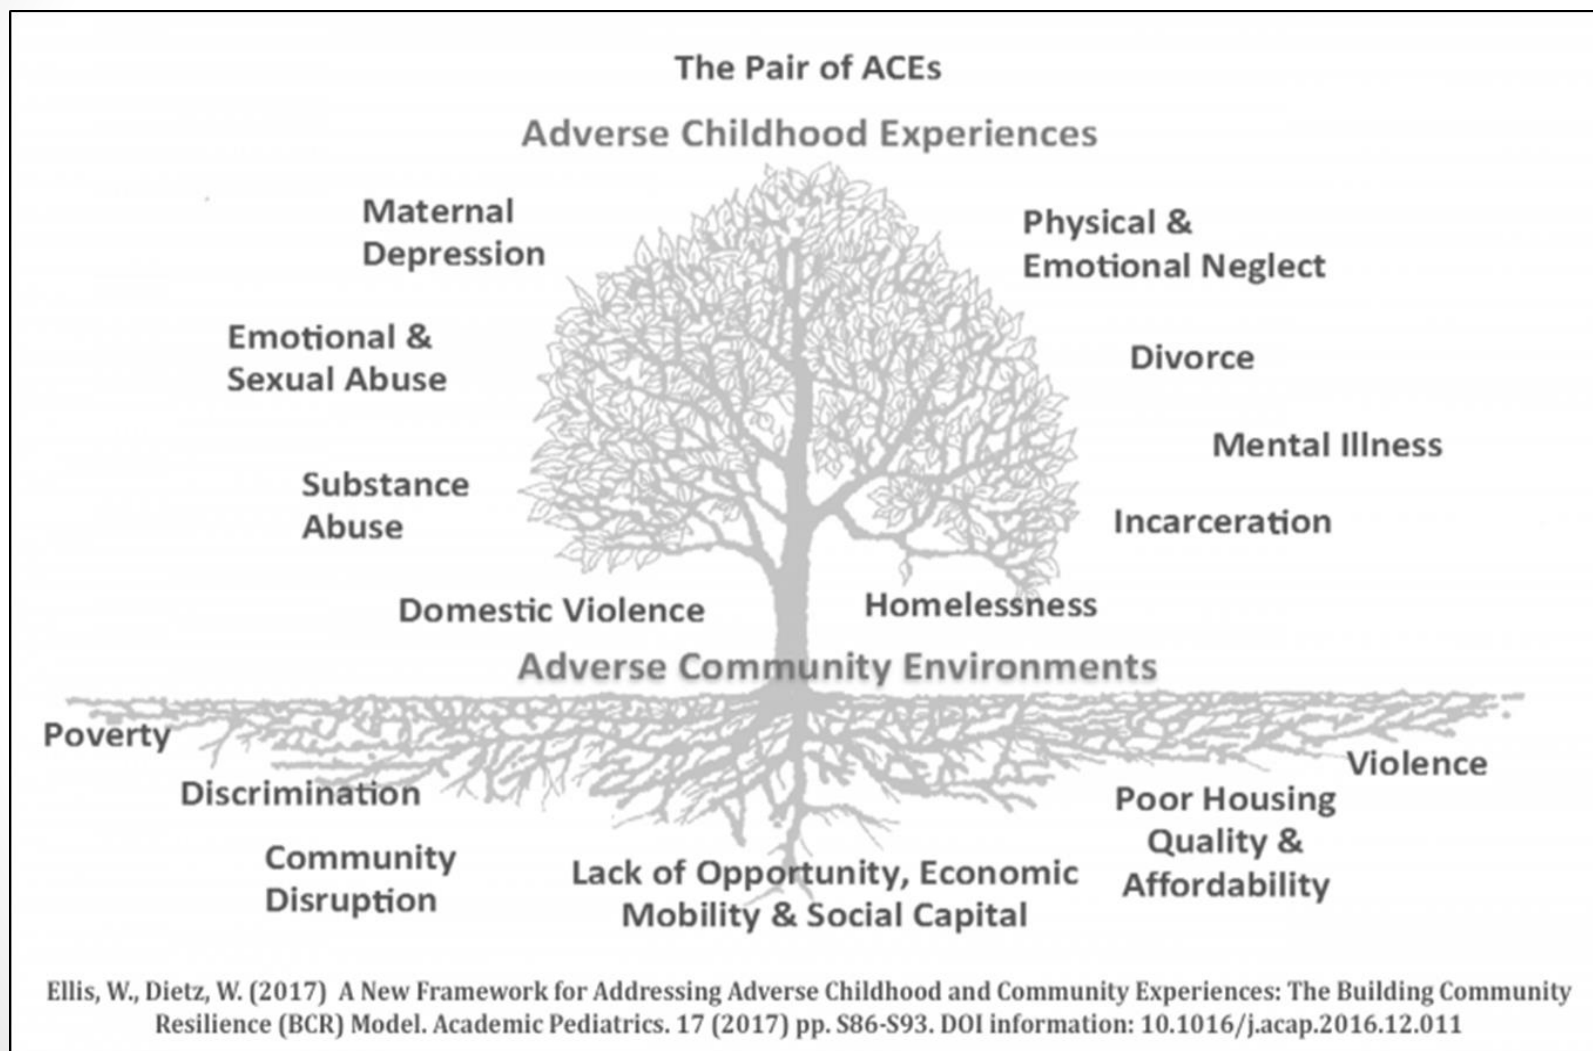 The Pair of ACEs
Adverse Childhood Experiences
Maternal
Depression
Physical &
Emotional Neglect
Emotional &
Sexual Abuse
Divorce
Mental Illness
Substance
Abuse
Incarceration
Domestic Violence
Homelessness
Adverse Community Environments
Poverty
Violence
Discrimination
Poor Housing
Quality &
Affordability
Community
Disruption
Lack of Opportunity, Economic
Mobility & Social Capital
Ellis, W., Dietz, W. (2017) A New Framework for Addressing Adverse Childhood and Community Experiences: The Building Community
Resilience (BCR) Model. Academic Pediatrics. 17 (2017) pp. S86-S93. DOI information: 10.1016/j.acap.2016.12.011